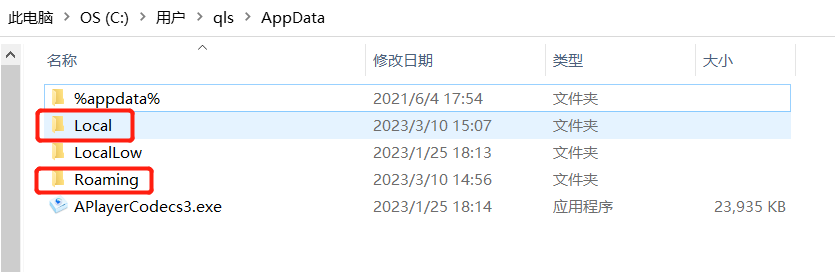 此电脑 > OS (C:) > 用户 > qls > AppData
名称 修改日期 类型 大小
%appdata% 2021/6/4 17:54 文件夹
Local 2023/3/10 15:07 文件夹
LocalLow 2023/1/25 18:13 文件夹
Roaming 2023/3/10 14:56 文件夹
APlayerCodecs3.exe 2023/1/25 18:14 应用程序 23,935 KB